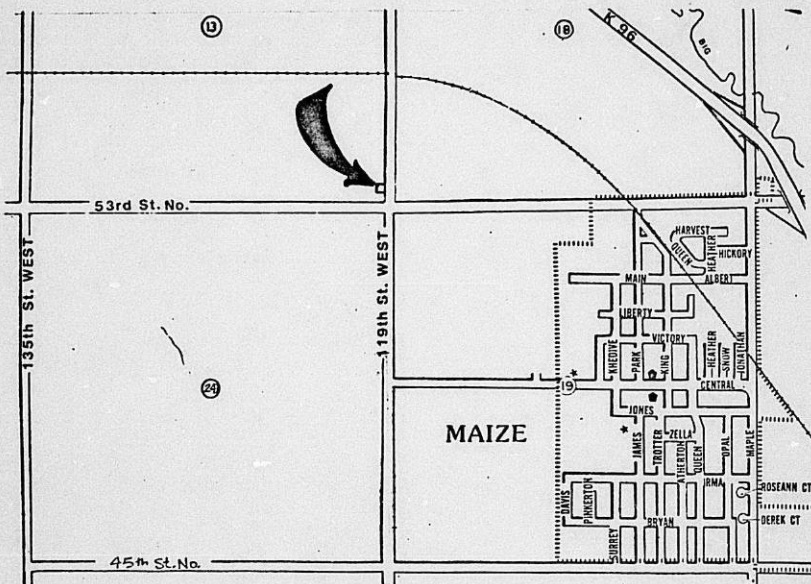 13
18
K 96
BIG
53rd St. No.
135th St. WEST
119th St. WEST
HARVEST
QUEEN
HEATHER
HICKORY
MAIN
ALBERT
LIBERTY
VICTORY
KHEDIVE
PARK
KING
HEATHER
SNOW
JONATHAN
24
19
CENTRAL
JONES
MAIZE
JAMES
TROTTER
ZELLA
ATHERTON
QUEEN
OPAL
MAPLE
IRMA
ROSEANN CT
DAVIS
PINKERTON
BRYAN
DEREK CT
SURREY
45th St. No.